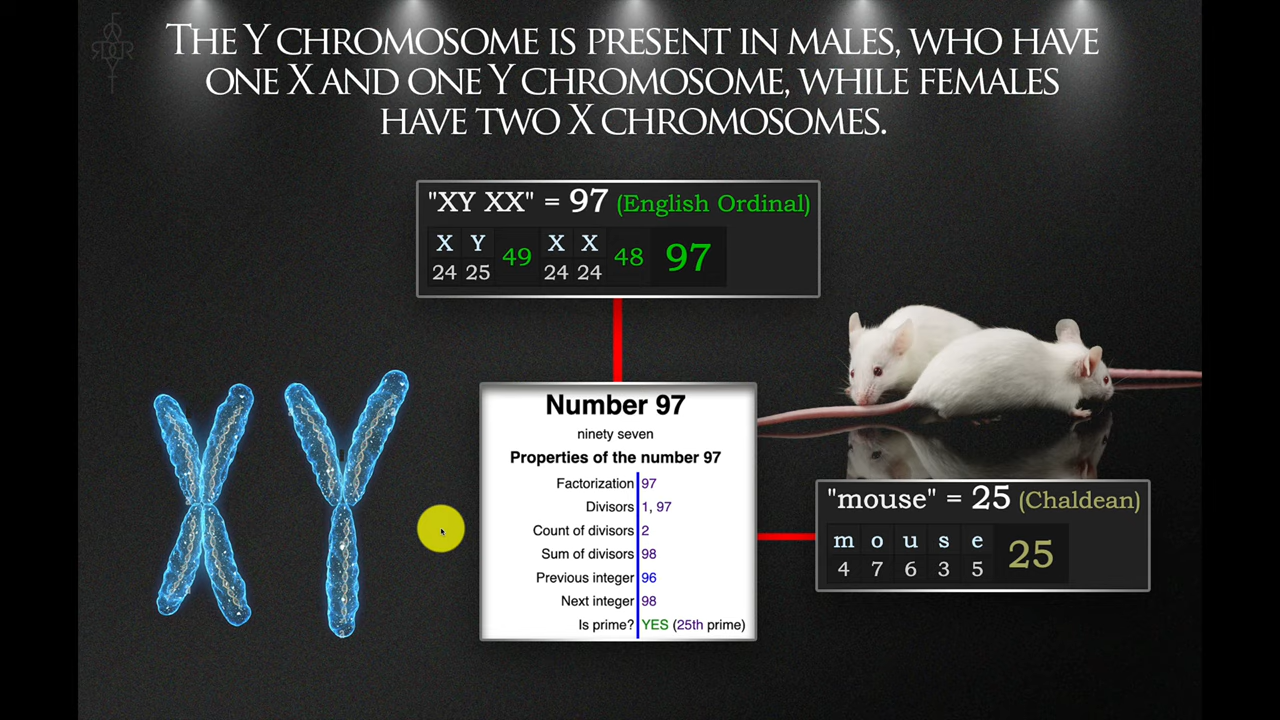 THE Y CHROMOSOME IS PRESENT IN MALES, WHO HAVE
ONE X AND ONE Y CHROMOSOME, WHILE FEMALES
HAVE TWO X CHROMOSOMES.
"XY XX" = 97 (English Ordinal)
X Y 49 X X 48 97
24 25 24 24
Number 97
ninety seven
Properties of the number 97
Factorization 97
Divisors 1, 97
Count of divisors 2
Sum of divisors 98
Previous integer 96
Next integer 98
Is prime? YES (25th prime)
"mouse" = 25 (Chaldean)
m o u s e 25
4 7 6 3 5